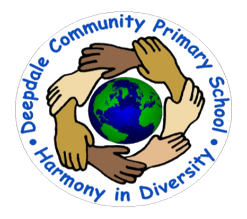 Deepdale Community Primary School
• Harmony in Diversity •